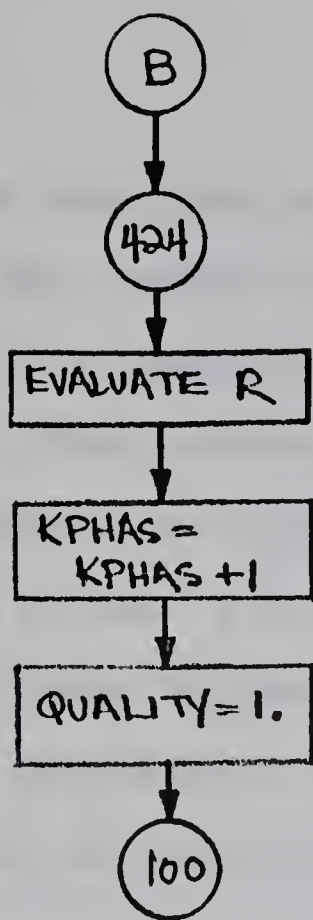 B
424
EVALUATE R
KPHAS =
KPHAS +1
QUALITY = 1.
100